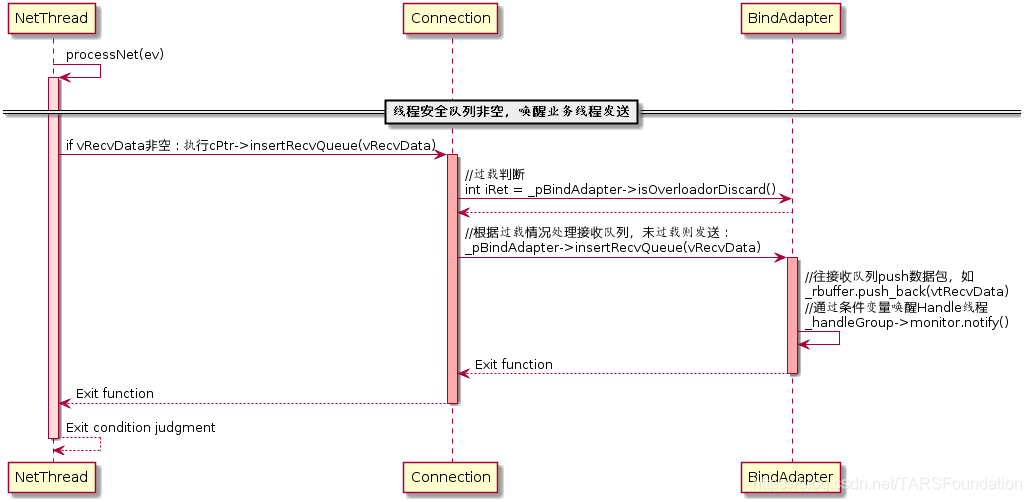 NetThread
Connection
BindAdapter
processNet(ev)
线程安全队列非空，唤醒业务线程发送
if vRecvData非空：执行cPtr->insertRecvQueue(vRecvData)
//过载判断
int iRet = _pBindAdapter->isOverloadorDiscard()
//根据过载情况处理接收队列，未过载则发送：
_pBindAdapter->insertRecvQueue(vRecvData)
//往接收队列push数据包，如
_rbuffer.push_back(vtRecvData)
//通过条件变量唤醒Handle线程
_handleGroup->monitor.notify()
Exit function
Exit function
Exit condition judgment
NetThread
Connection
BindAdapter
https://blog.csdn.net/TARSFoundation